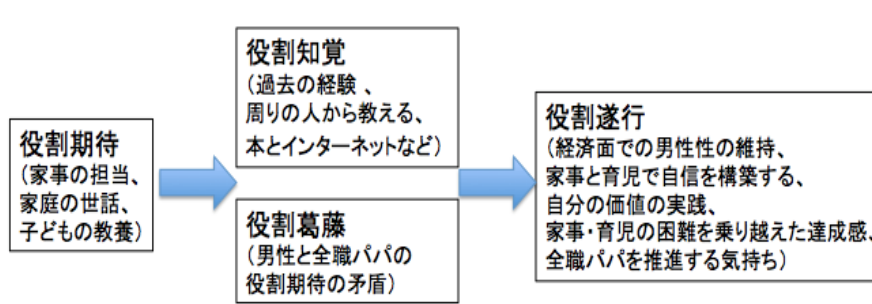 役割期待
(家事の担当、
家庭の世話、
子どもの教養)
役割知覚
(過去の経験 、
周りの人から教える、
本とインターネットなど)
役割葛藤
(男性と全職パパの
役割期待の矛盾)
役割遂行
(経済面での男性性の維持、
家事と育児で自信を構築する、
自分の価値の実践、
家事・育児の困難を乗り越えた達成感、
全職パパを推進する気持ち)